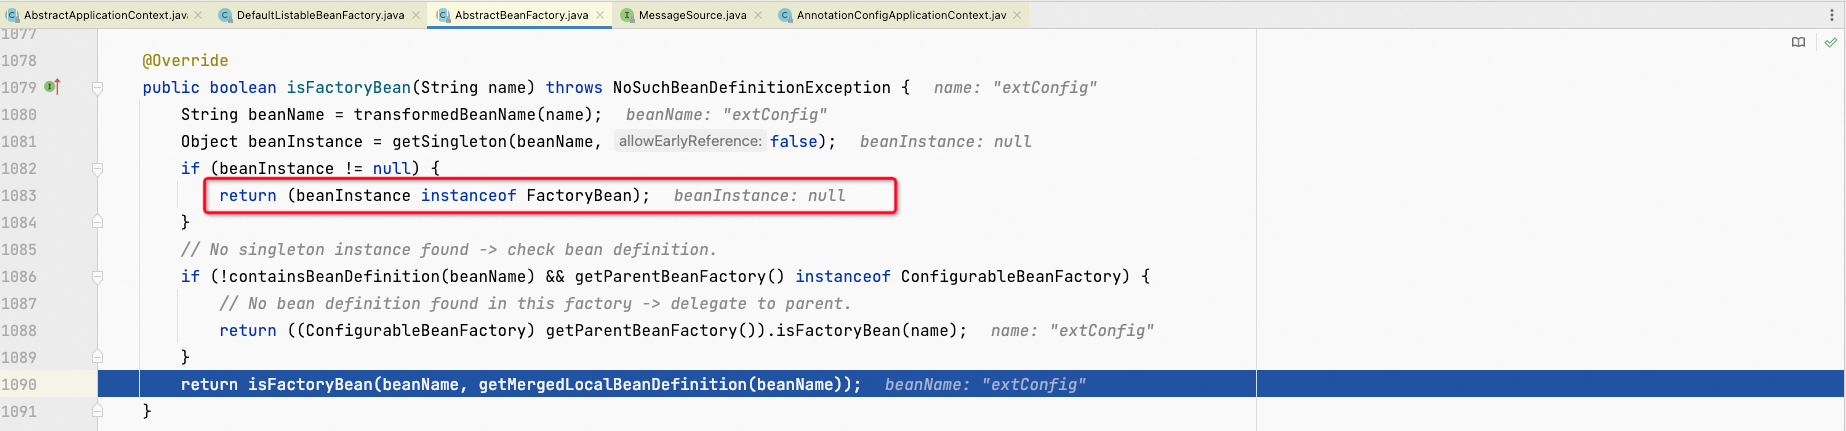 AbstractApplicationContext.java DefaultListableBeanFactory.java AbstractBeanFactory.java MessageSource.java AnnotationConfigApplicationContext.java
1077
1078 @Override
1079 public boolean isFactoryBean(String name) throws NoSuchBeanDefinitionException { name: "extConfig"
1080 String beanName = transformedBeanName(name); beanName: "extConfig"
1081 Object beanInstance = getSingleton(beanName, allowEarlyReference: false); beanInstance: null
1082 if (beanInstance != null) {
1083 return (beanInstance instanceof FactoryBean); beanInstance: null
1084 }
1085 // No singleton instance found -> check bean definition.
1086 if (!containsBeanDefinition(beanName) && getParentBeanFactory() instanceof ConfigurableBeanFactory) {
1087 // No bean definition found in this factory -> delegate to parent.
1088 return ((ConfigurableBeanFactory) getParentBeanFactory()).isFactoryBean(name); name: "extConfig"
1089 }
1090 return isFactoryBean(beanName, getMergedLocalBeanDefinition(beanName)); beanName: "extConfig"
1091 }